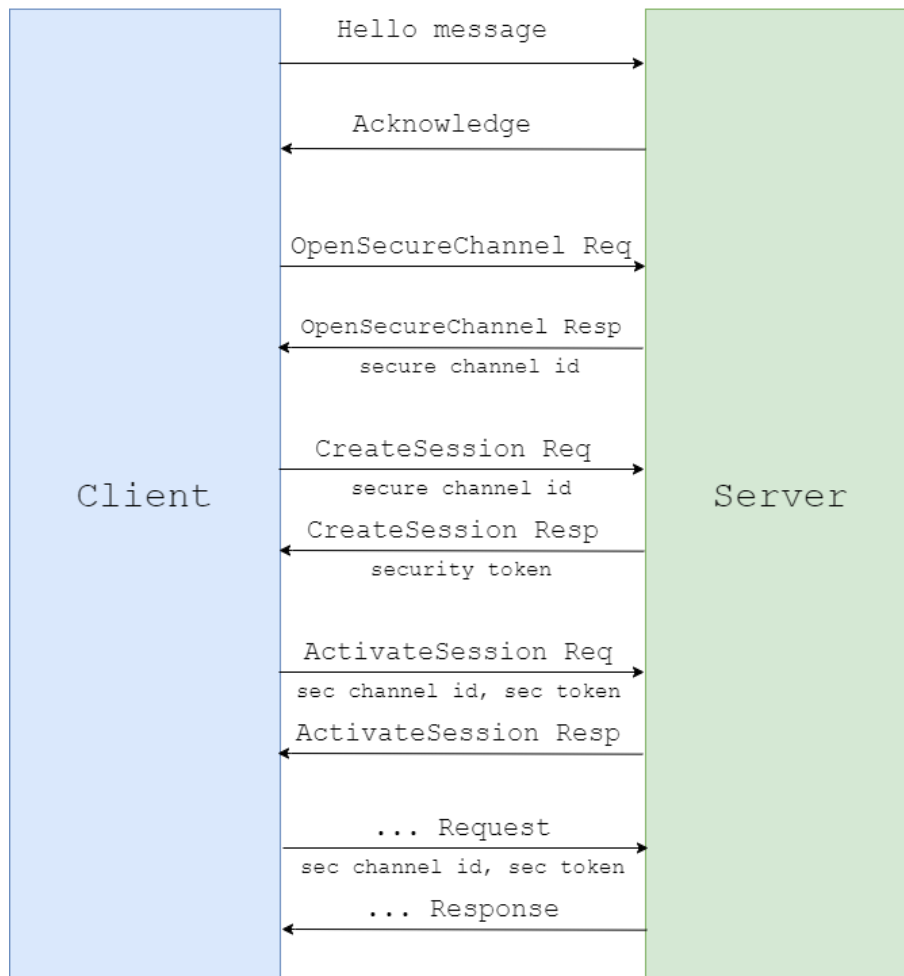 Hello message
Acknowledge
OpenSecureChannel Req
OpenSecureChannel Resp
secure channel id
CreateSession Req
Client
Server
secure channel id
CreateSession Resp
security token
ActivateSession Req
sec channel id, sec token
ActivateSession Resp
... Request
sec channel id, sec token
... Response